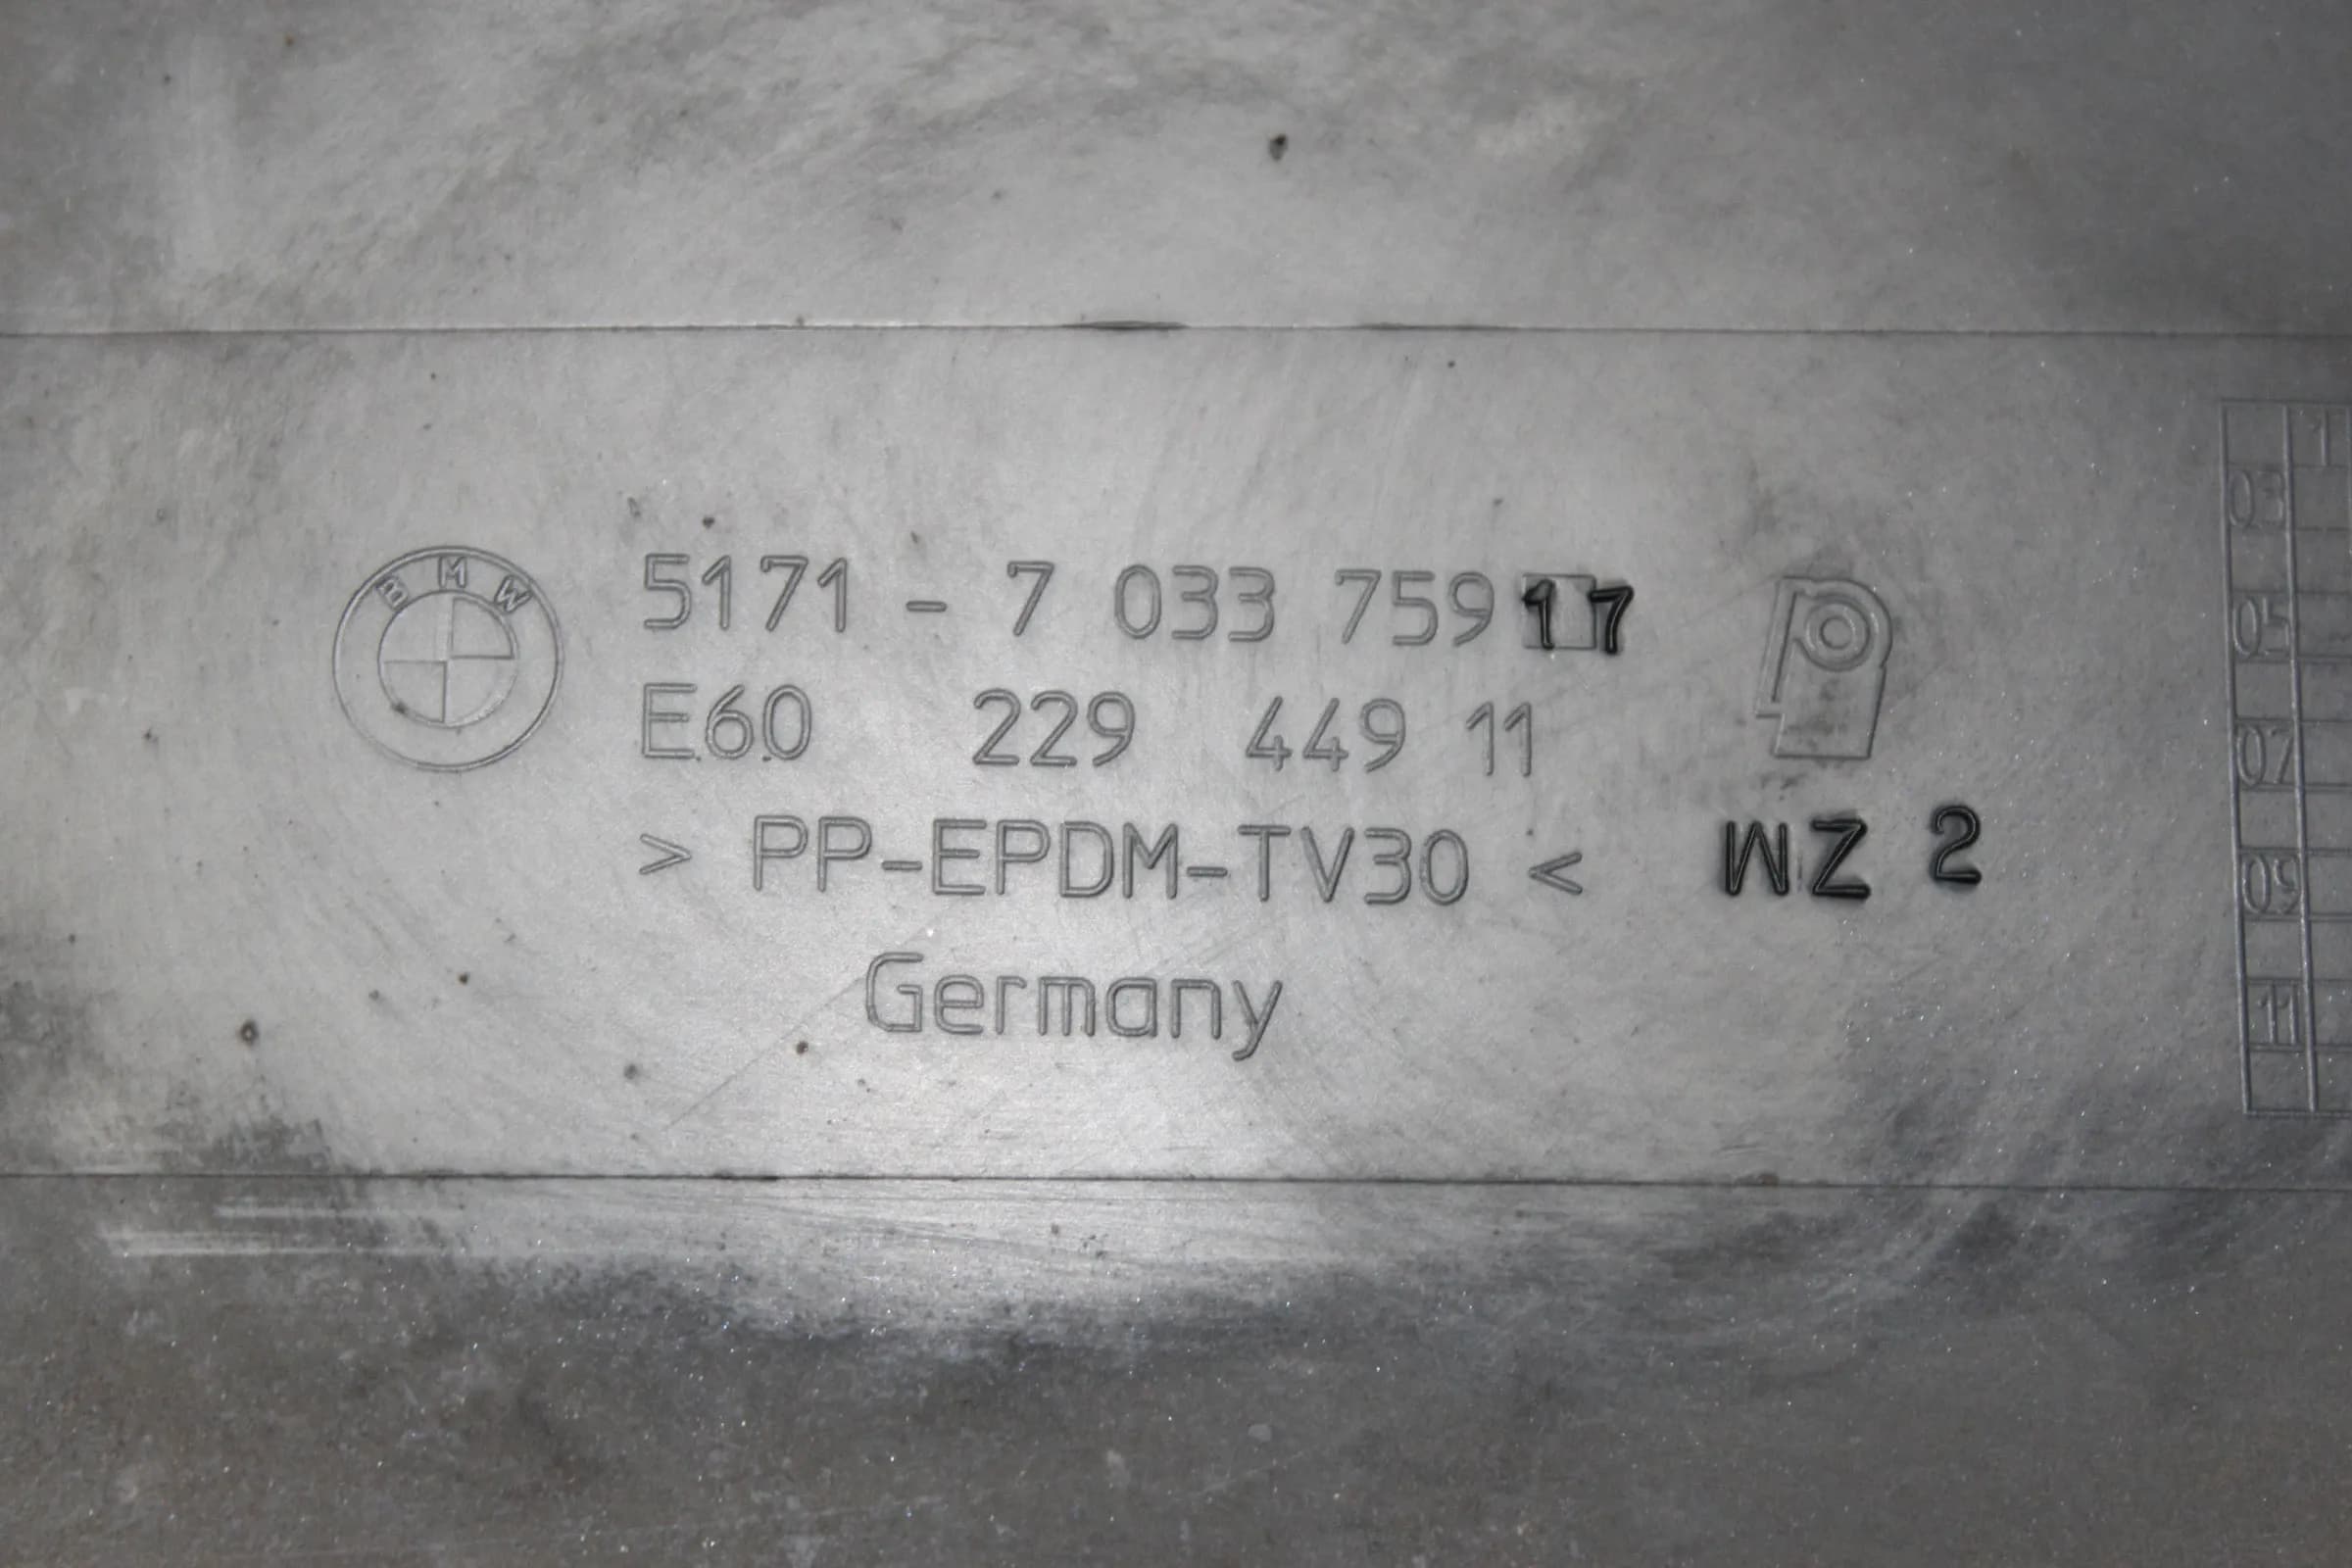 BMW
5171 - 7 033 759 17
E60 229 449 11
> PP-EPDM-TV30 <
Germany
WZ 2
1
03
05
07
09
11